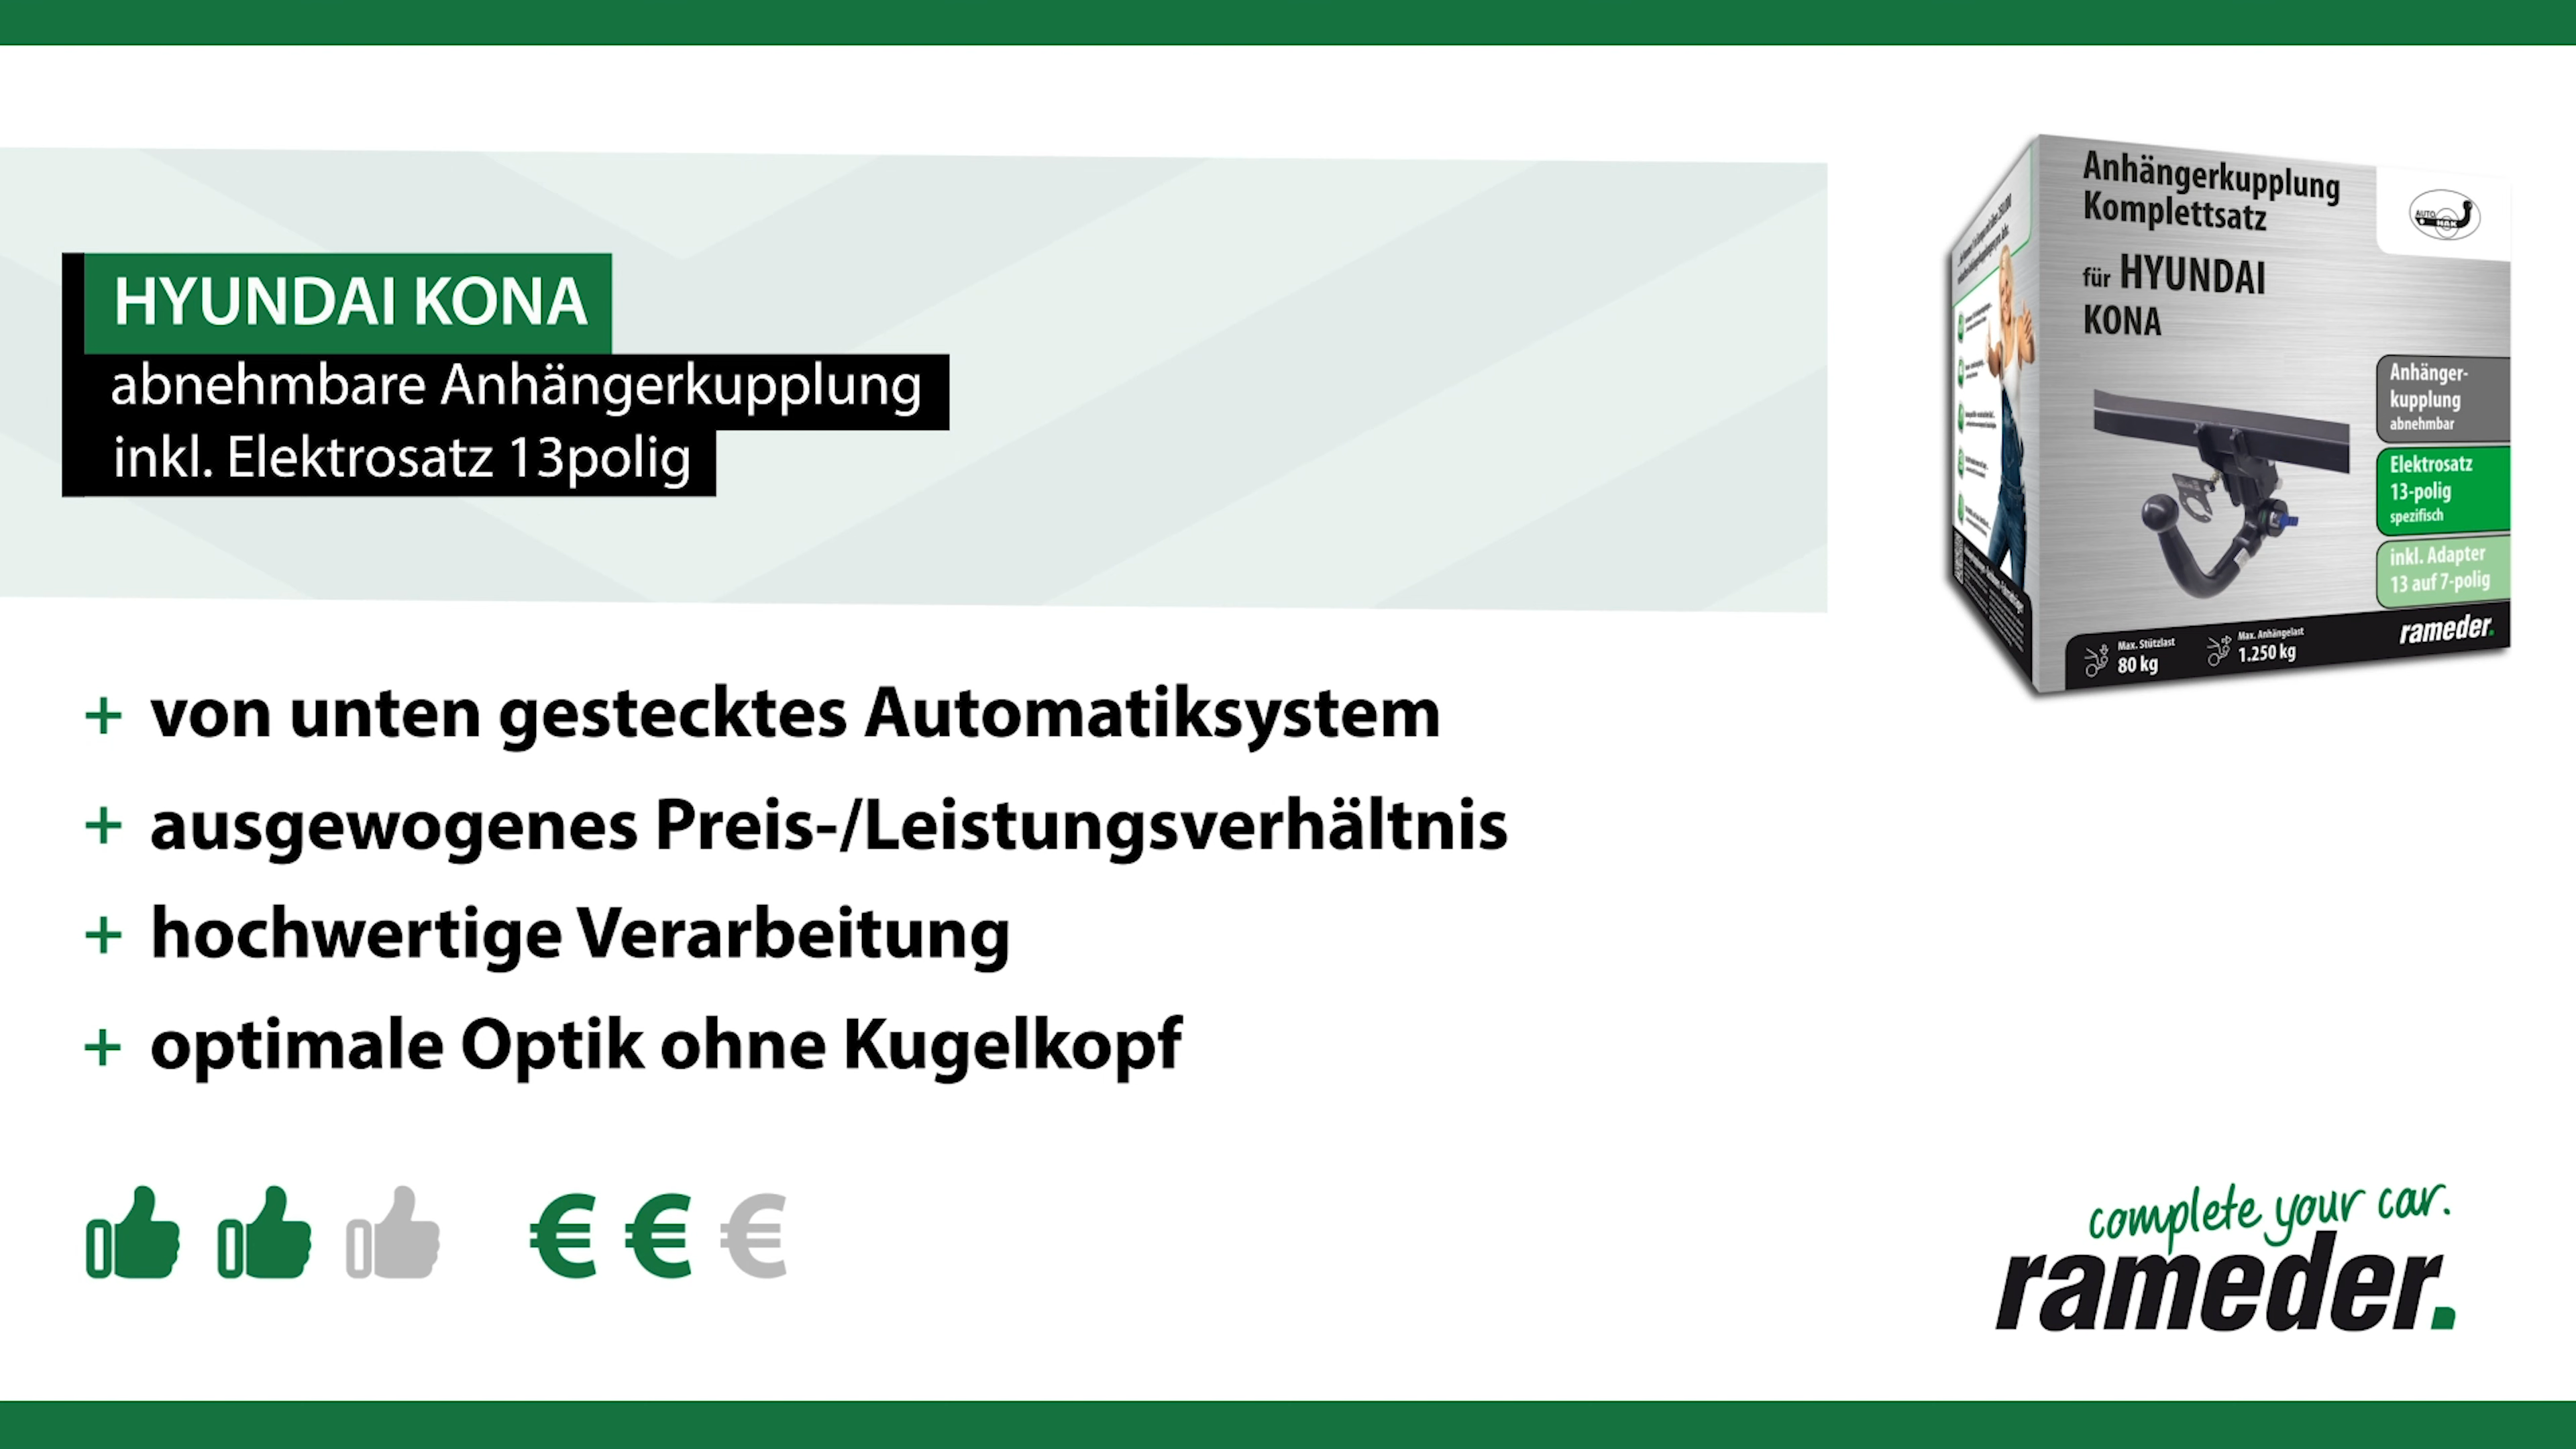 HYUNDAI KONA
abnehmbare Anhängerkupplung
inkl. Elektrosatz 13polig
Anhängerkupplung
Komplettsatz
für HYUNDAI
KONA
AUTO
HAK
Anhänger-
kupplung
abnehmbar
Elektrosatz
13-polig
spezifisch
inkl. Adapter
13 auf 7-polig
Max. Stützlast
80 kg
Max. Anhängelast
1.250 kg
rameder.
+ von unten gestecktes Automatiksystem
+ ausgewogenes Preis-/Leistungsverhältnis
+ hochwertige Verarbeitung
+ optimale Optik ohne Kugelkopf
€ € €
complete your car.
rameder.